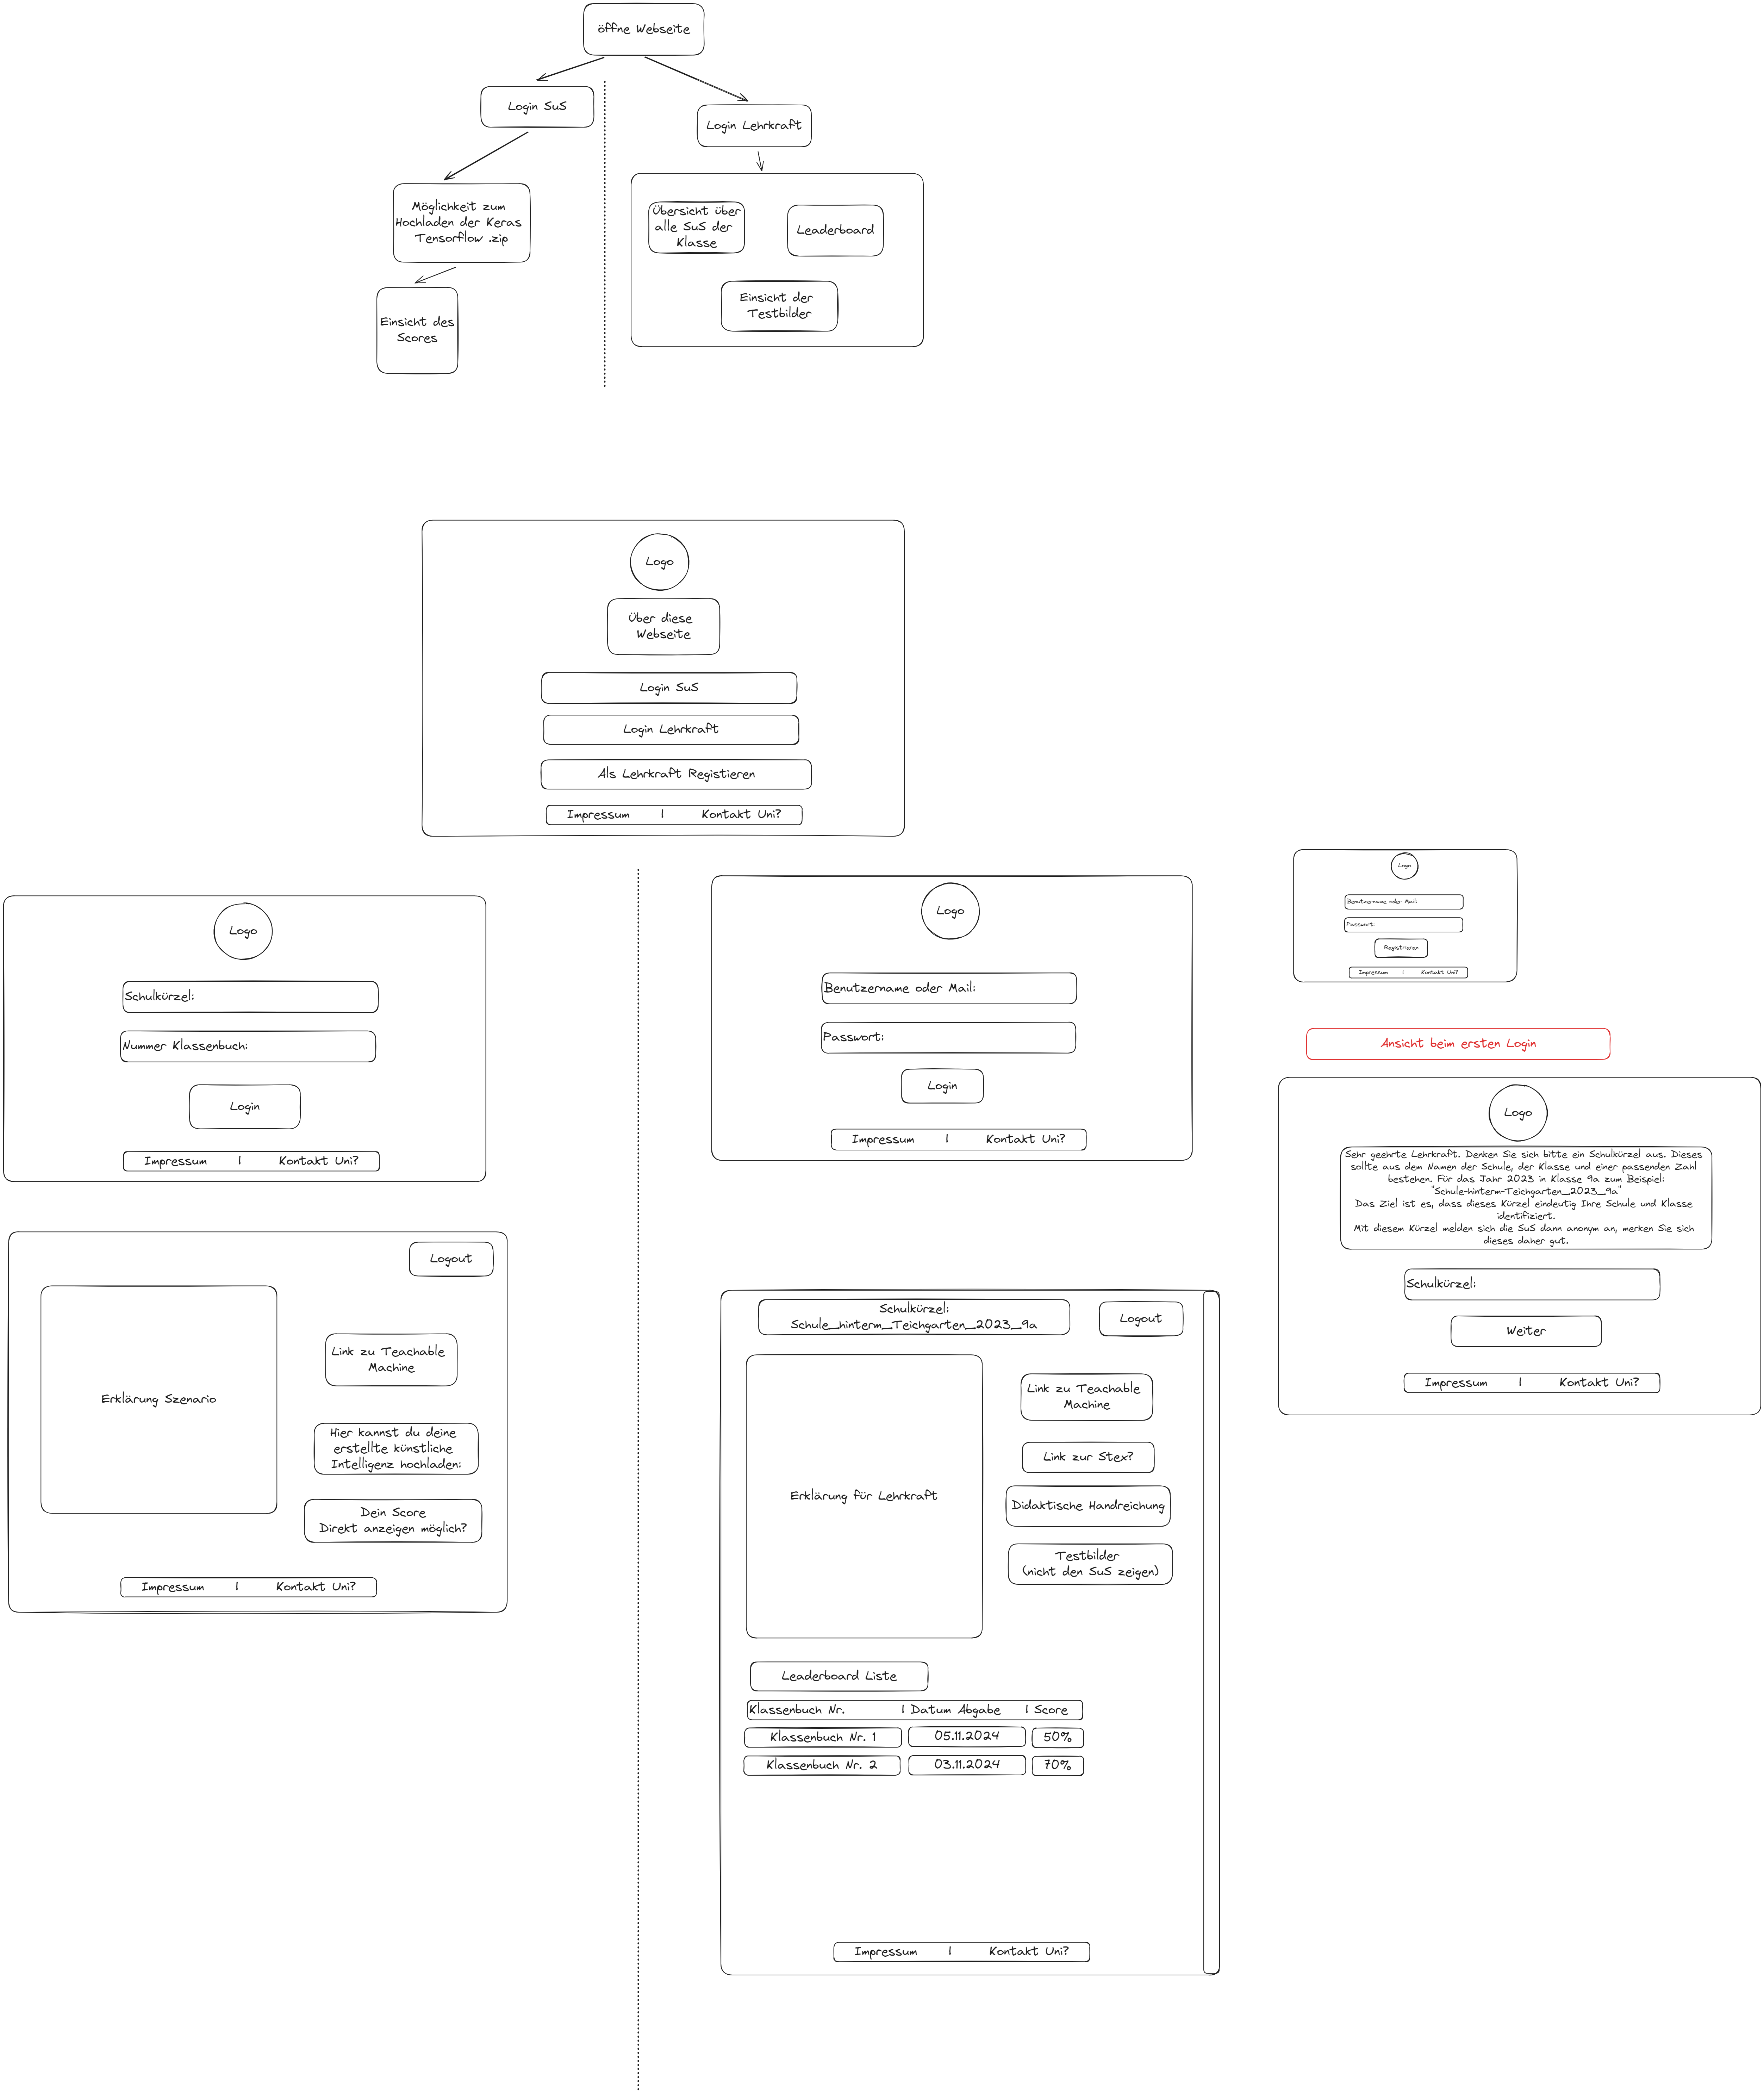 öffne Webseite
Login SuS
Login Lehrkraft
Möglichkeit zum
Hochladen der Keras
Tensorflow .zip
Einsicht des
Scores
Übersicht über
alle SuS der
Klasse
Leaderboard
Einsicht der
Testbilder
Logo
Über diese
Webseite
Login SuS
Login Lehrkraft
Als Lehrkraft Registieren
Impressum | Kontakt Uni?
Logo
Schulkürzel:
Nummer Klassenbuch:
Login
Impressum | Kontakt Uni?
Logout
Erklärung Szenario
Link zu Teachable
Machine
Hier kannst du deine
erstellte künstliche
Intelligenz hochladen:
Dein Score
Direkt anzeigen möglich?
Impressum | Kontakt Uni?
Logo
Benutzername oder Mail:
Passwort:
Login
Impressum | Kontakt Uni?
Schulkürzel:
Schule_hinterm_Teichgarten_2023_9a
Logout
Erklärung für Lehrkraft
Link zu Teachable
Machine
Link zur Stex?
Didaktische Handreichung
Testbilder
(nicht den SuS zeigen)
Leaderboard Liste
Klassenbuch Nr. | Datum Abgabe | Score
Klassenbuch Nr. 1 05.11.2024 50%
Klassenbuch Nr. 2 03.11.2024 70%
Impressum | Kontakt Uni?
Logo
Benutzername oder Mail:
Passwort:
Registrieren
Impressum | Kontakt Uni?
Ansicht beim ersten Login
Logo
Sehr geehrte Lehrkraft. Denken Sie sich bitte ein Schulkürzel aus. Dieses
sollte aus dem Namen der Schule, der Klasse und einer passenden Zahl
bestehen. Für das Jahr 2023 in Klasse 9a zum Beispiel:
"Schule-hinterm-Teichgarten_2023_9a"
Das Ziel ist es, dass dieses Kürzel eindeutig Ihre Schule und Klasse
identifiziert.
Mit diesem Kürzel melden sich die SuS dann anonym an, merken Sie sich
dieses daher gut.
Schulkürzel:
Weiter
Impressum | Kontakt Uni?